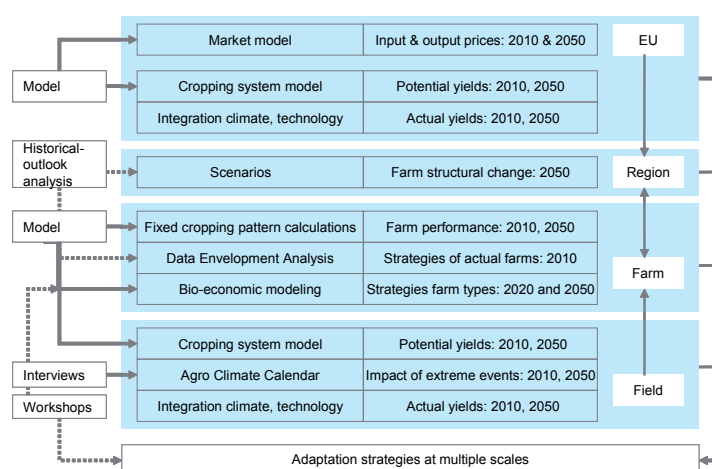 Market model
Input & output prices: 2010 & 2050
EU
Model
Cropping system model
Potential yields: 2010, 2050
Integration climate, technology
Actual yields: 2010, 2050
Historical-
outlook
analysis
Scenarios
Farm structural change: 2050
Region
Model
Fixed cropping pattern calculations
Farm performance: 2010, 2050
Data Envelopment Analysis
Strategies of actual farms: 2010
Farm
Bio-economic modeling
Strategies farm types: 2020 and 2050
Cropping system model
Potential yields: 2010, 2050
Interviews
Agro Climate Calendar
Impact of extreme events: 2010, 2050
Field
Workshops
Integration climate, technology
Actual yields: 2010, 2050
Adaptation strategies at multiple scales